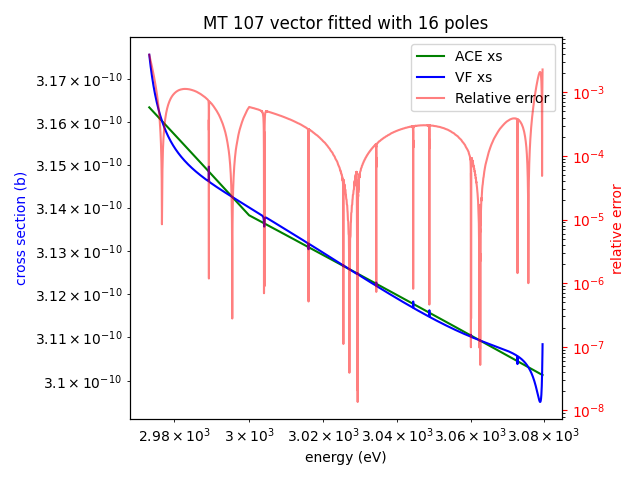 MT 107 vector fitted with 16 poles
ACE xs
VF xs
Relative error
cross section (b)
3.17 × 10⁻¹⁰
3.16 × 10⁻¹⁰
3.15 × 10⁻¹⁰
3.14 × 10⁻¹⁰
3.13 × 10⁻¹⁰
3.12 × 10⁻¹⁰
3.11 × 10⁻¹⁰
3.1 × 10⁻¹⁰
10⁻³
10⁻⁴
10⁻⁵
10⁻⁶
10⁻⁷
10⁻⁸
relative error
2.98 × 10³ 3 × 10³ 3.02 × 10³ 3.04 × 10³ 3.06 × 10³ 3.08 × 10³
energy (eV)